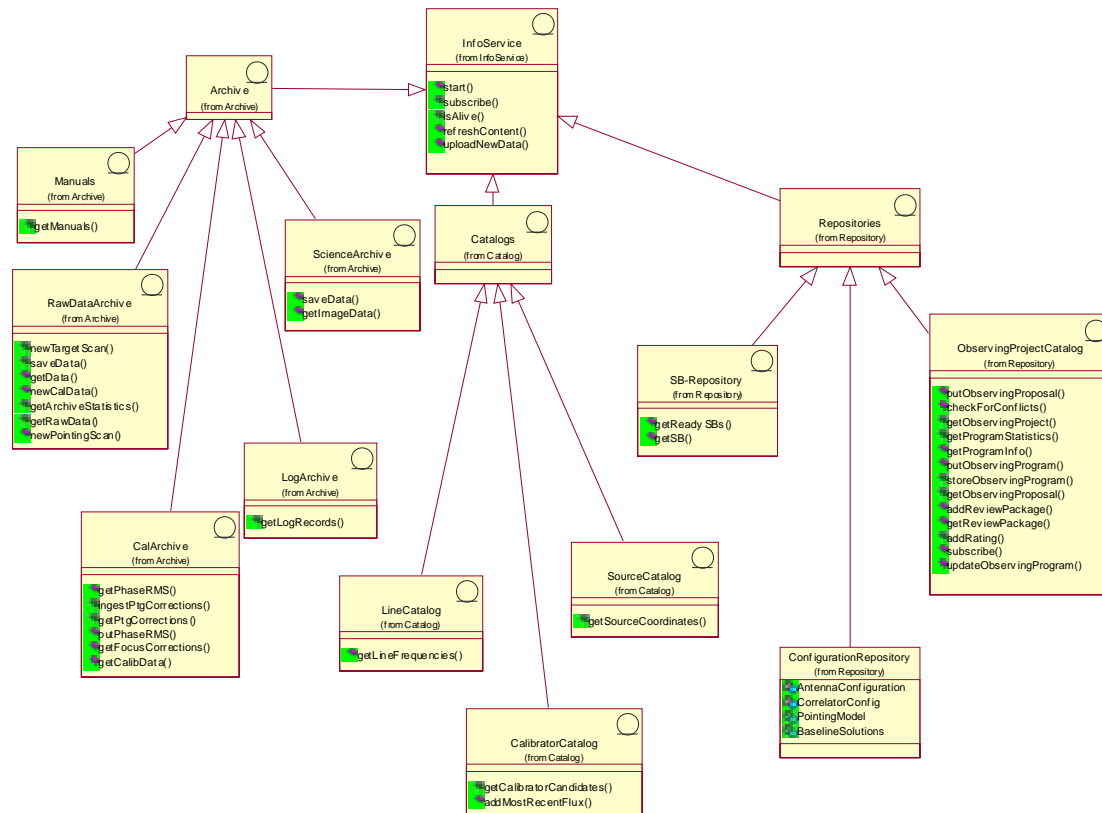 InfoService
(from InfoService)
start()
subscribe()
isAlive()
refreshContent()
uploadNewData()
Archive
(from Archive)
Manuals
(from Archive)
getManuals()
ScienceArchive
(from Archive)
saveData()
getImageData()
Catalogs
(from Catalog)
Repositories
(from Repository)
RawDataArchive
(from Archive)
newTargetScan()
saveData()
getData()
newCalData()
getArchiveStatistics()
getRawData()
newPointingScan()
SB-Repository
(from Repository)
getReady SBs()
getSB()
ObservingProjectCatalog
(from Repository)
putObservingProposal()
checkForConflicts()
getObservingProject()
getProgramStatistics()
getProgramInfo()
putObservingProgram()
storeObservingProgram()
getObservingProposal()
addReviewPackage()
getReviewPackage()
addRating()
subscribe()
updateObservingProgram()
LogArchive
(from Archive)
getLogRecords()
CalArchive
(from Archive)
getPhaseRMS()
ingestPtgCorrections()
getPtgCorrections()
putPhaseRMS()
getFocusCorrections()
getCalibData()
LineCatalog
(from Catalog)
getLineFrequencies()
SourceCatalog
(from Catalog)
getSourceCoordinates()
ConfigurationRepository
(from Repository)
AntennaConfiguration
CorrelatorConfig
PointingModel
BaselineSolutions
CalibratorCatalog
(from Catalog)
getCalibratorCandidates()
addMostRecentFlux()